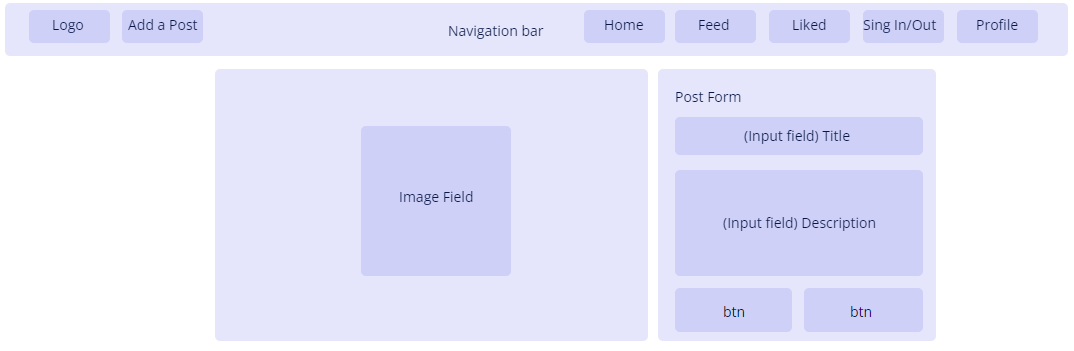 Logo
Add a Post
Navigation bar
Home
Feed
Liked
Sing In/Out
Profile
Image Field
Post Form
(Input field) Title
(Input field) Description
btn
btn